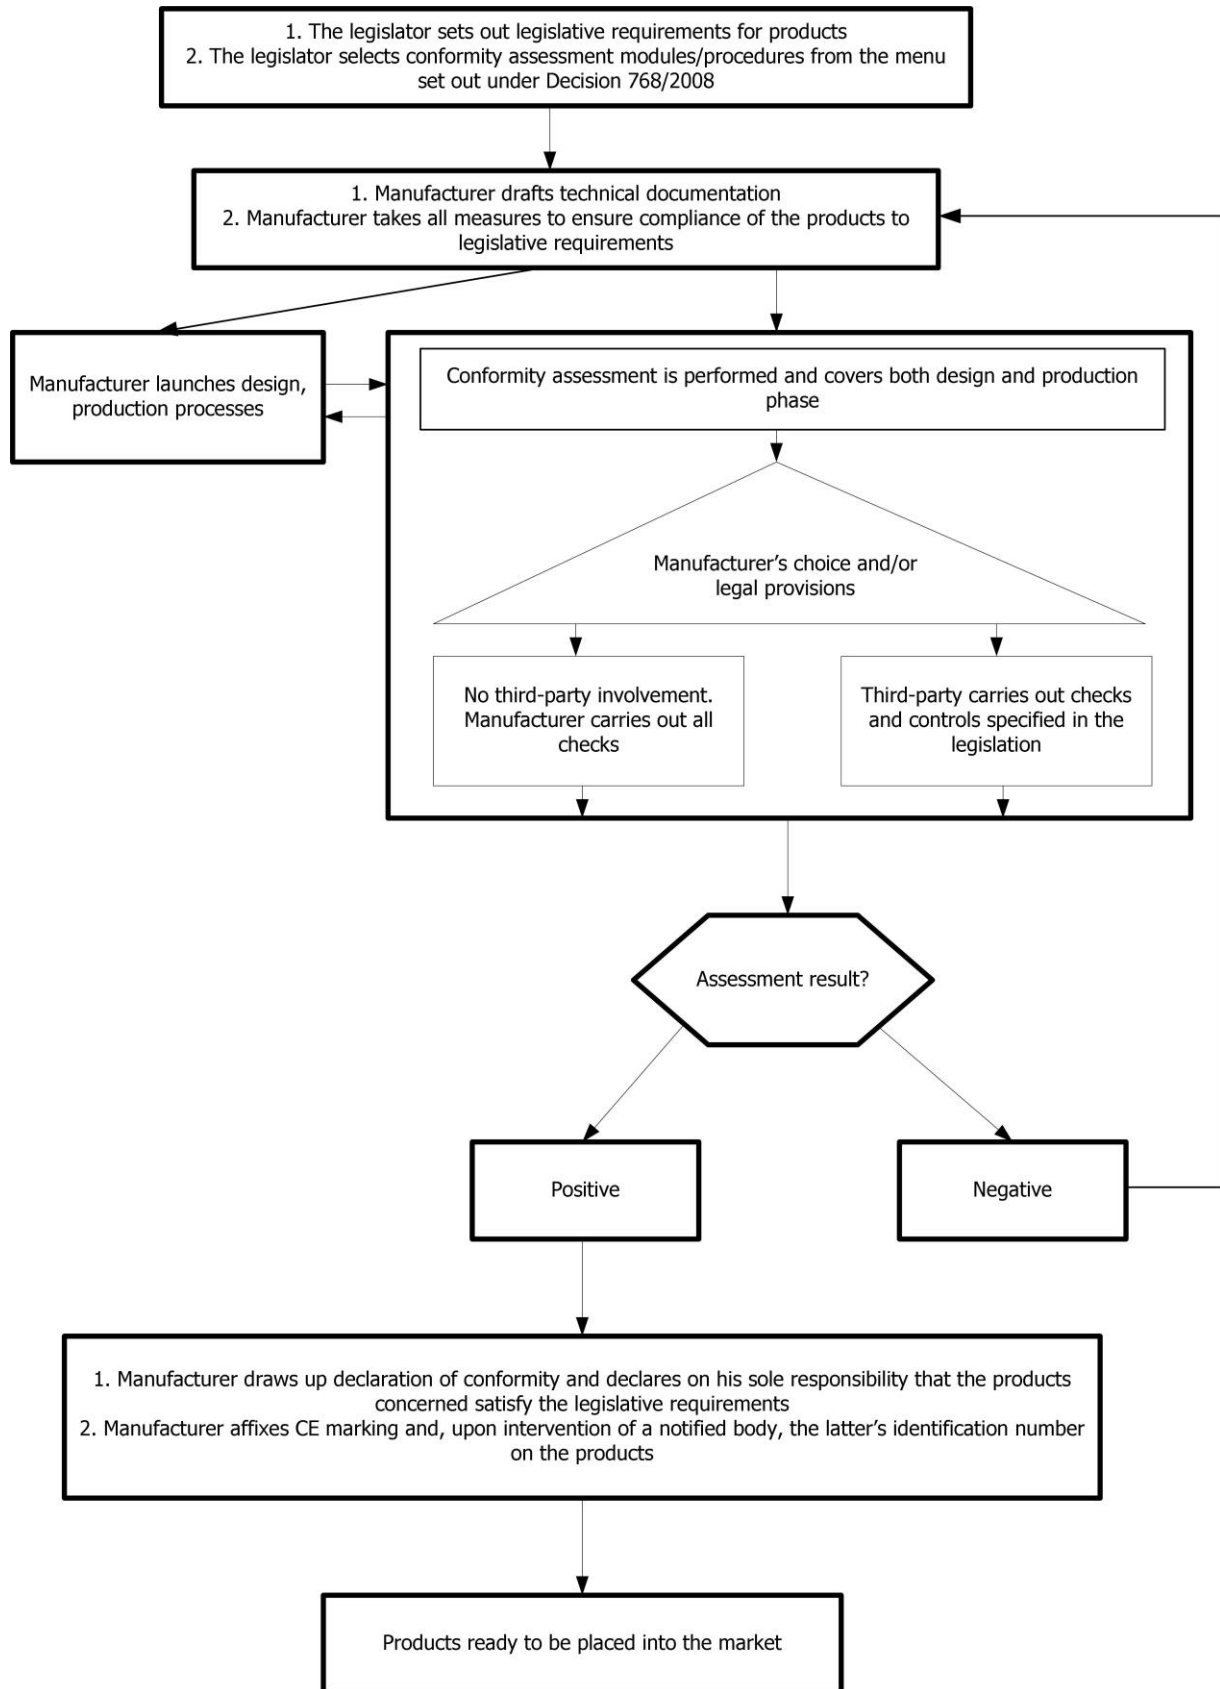 1. The legislator sets out legislative requirements for products
2. The legislator selects conformity assessment modules/procedures from the menu
set out under Decision 768/2008
1. Manufacturer drafts technical documentation
2. Manufacturer takes all measures to ensure compliance of the products to
legislative requirements
Manufacturer launches design,
production processes
Conformity assessment is performed and covers both design and production
phase
Manufacturer’s choice and/or
legal provisions
No third-party involvement.
Manufacturer carries out all
checks
Third-party carries out checks
and controls specified in the
legislation
Assessment result?
Positive
Negative
1. Manufacturer draws up declaration of conformity and declares on his sole responsibility that the products
concerned satisfy the legislative requirements
2. Manufacturer affixes CE marking and, upon intervention of a notified body, the latter’s identification number
on the products
Products ready to be placed into the market